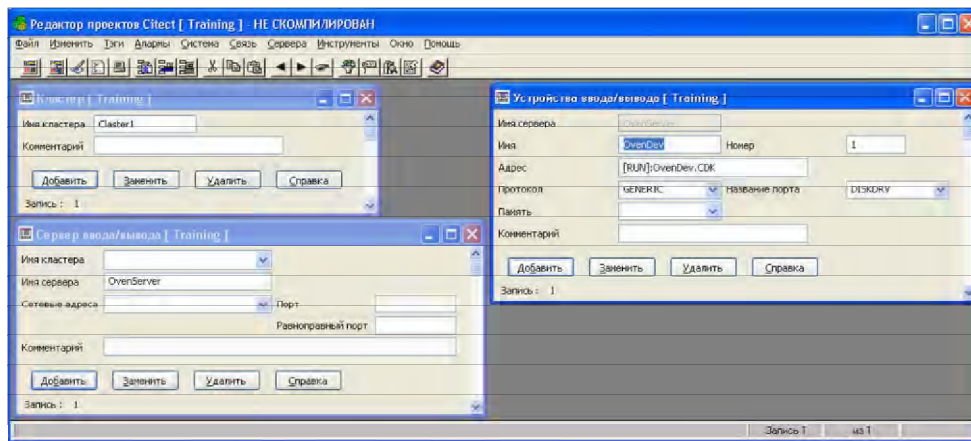 Редактор проектов Citect [ Training ] - НЕ СКОМПИЛИРОВАН
Файл Изменить Тэги Алармы Система Связь Сервера Инструменты Окно Помощь
Кластер [ Training ]
Имя кластера Claster1
Комментарий
Добавить Заменить Удалить Справка
Запись : 1
Сервер ввода/вывода [ Training ]
Имя кластера
Имя сервера OvenServer
Сетевые адреса Порт
Равноправный порт
Комментарий
Добавить Заменить Удалить Справка
Запись : 1
Устройства ввода/вывода [ Training ]
Имя сервера OvenServer
Имя OvenDev Номер 1
Адрес [RUN]:OvenDev.CDK
Протокол GENERIC Название порта DISKDRV
Память
Комментарий
Добавить Заменить Удалить Справка
Запись : 1
Запись 1 из 1